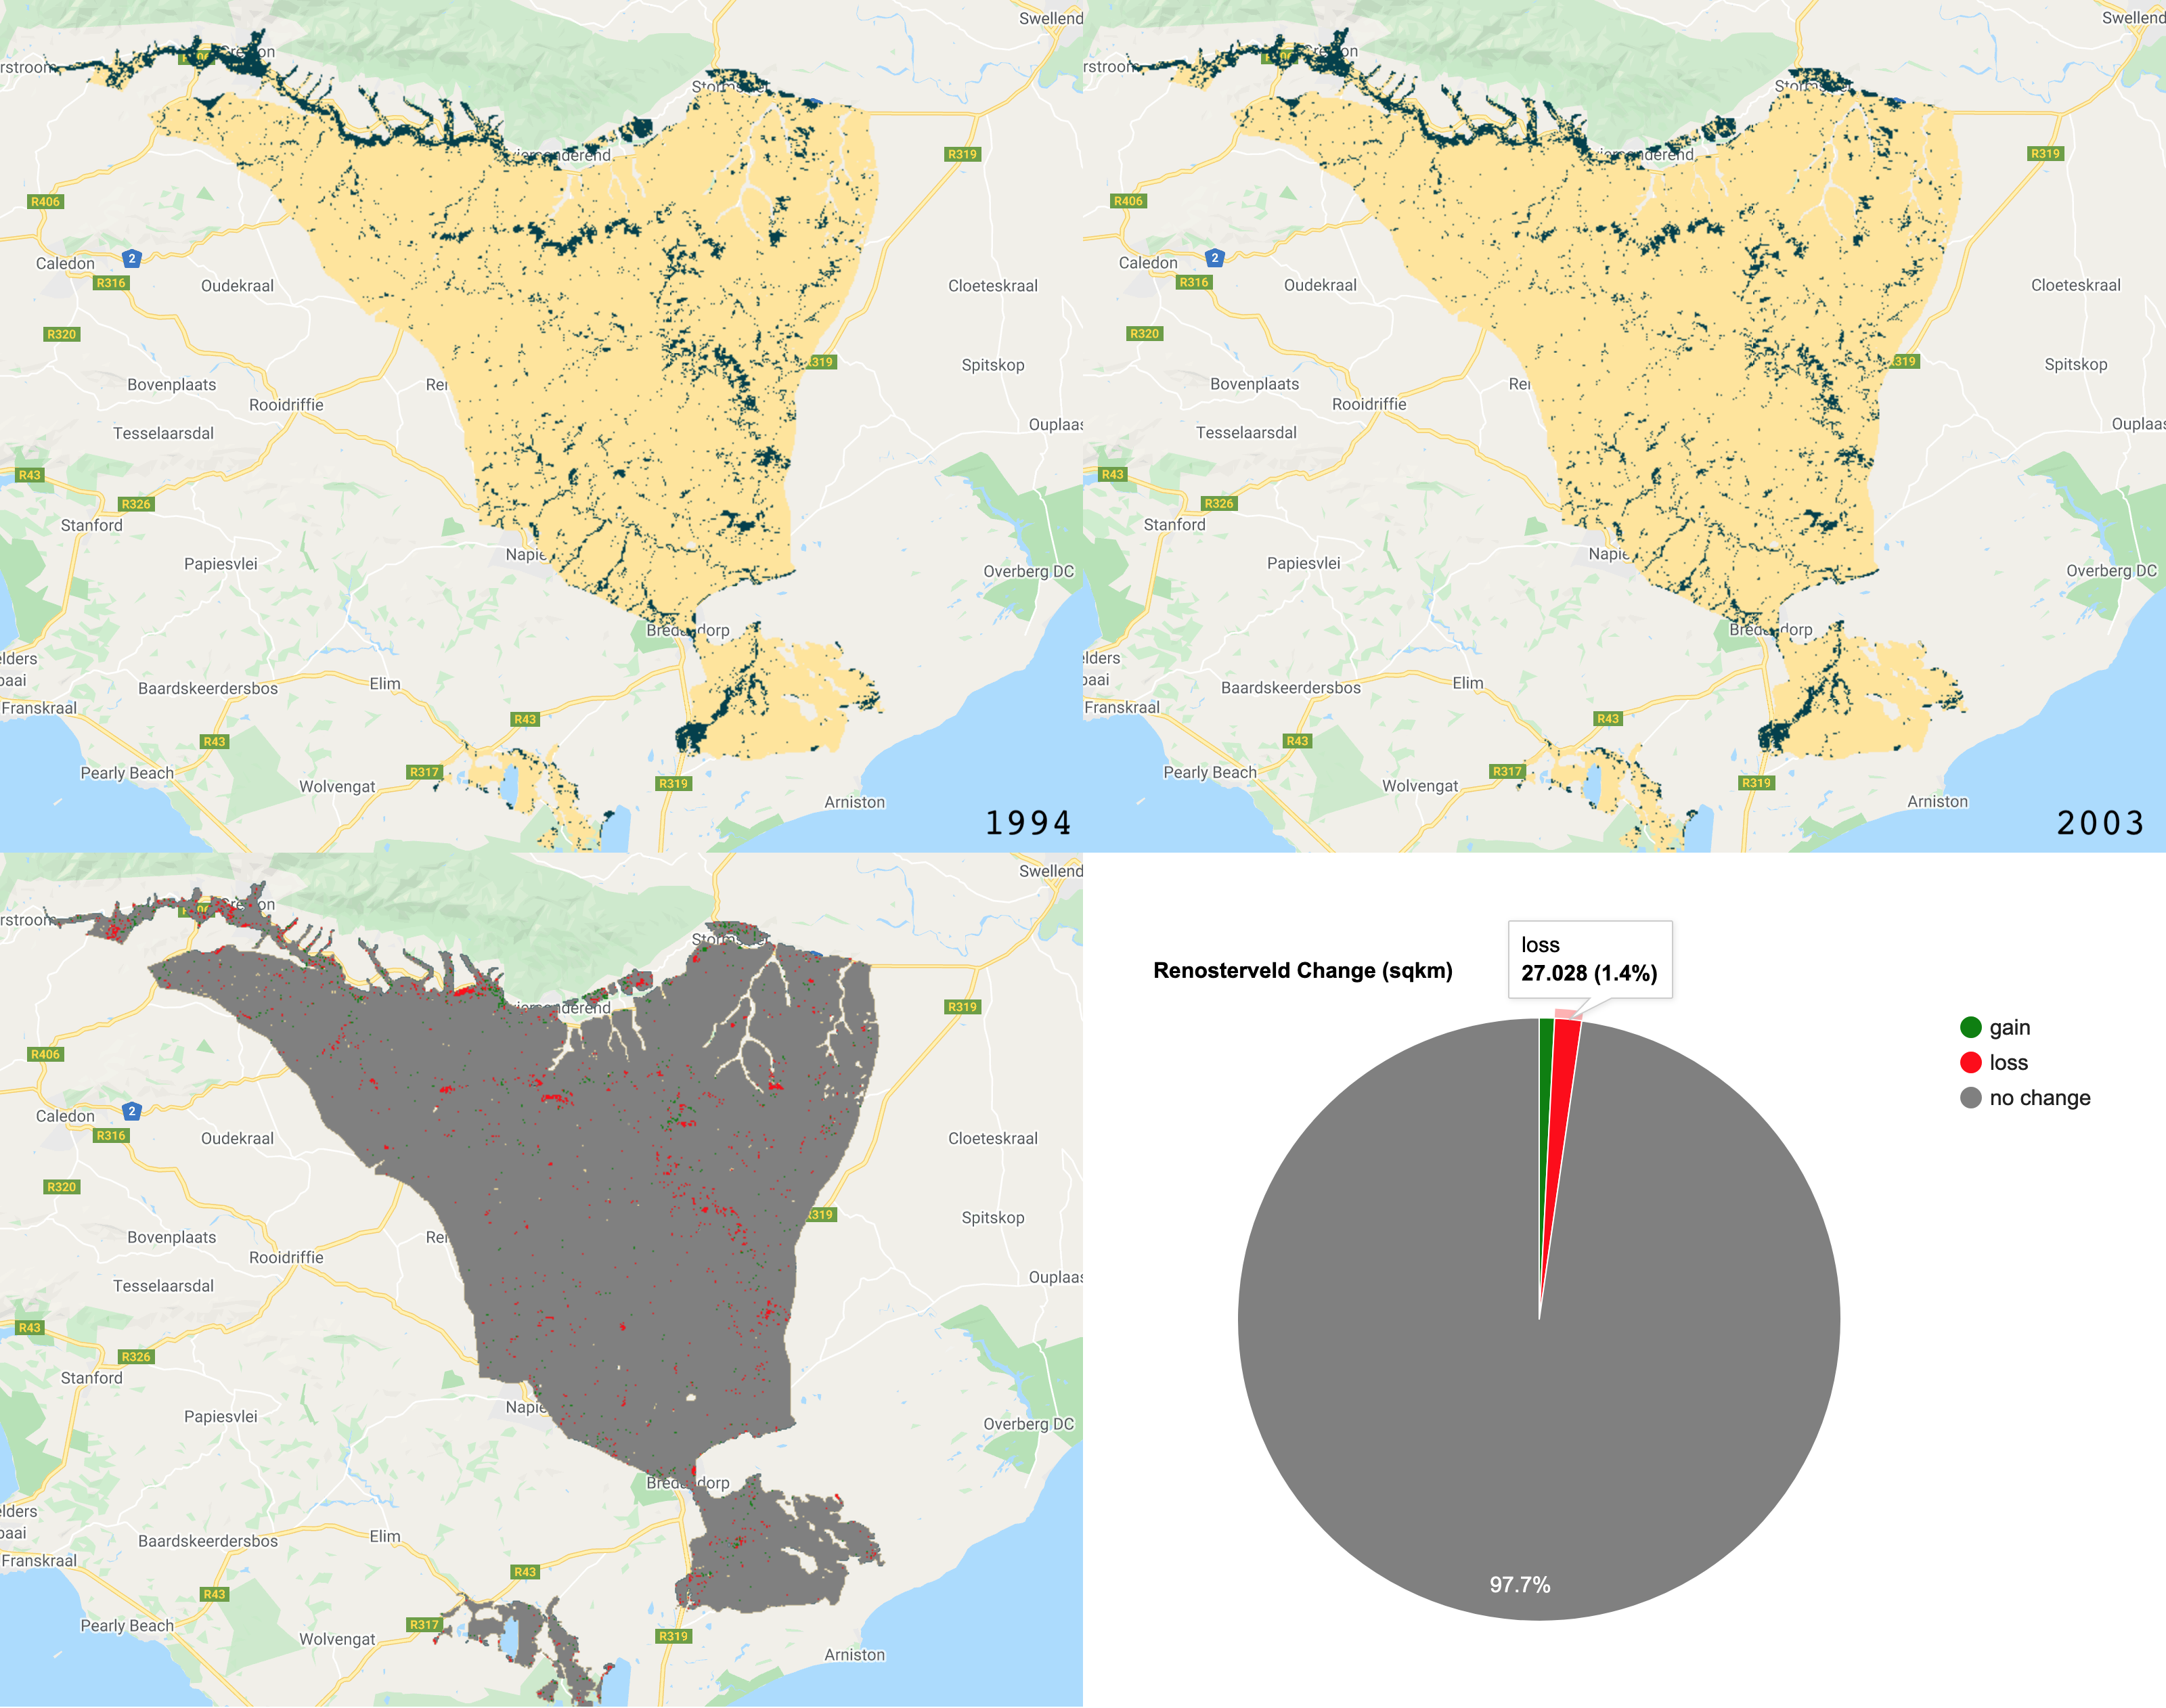 Swellend
rstroom
Stormsvlei
R319
R406
Caledon
2
R316
Oudekraal
Cloeteskraal
R320
R319
Spitskop
Bovenplaats
Rooidriffie
Ouplaas
Tesselaarsdal
R43
R326
Stanford
Napie
Papiesvlei
Overberg DC
elders
baai
Baardskeerdersbos
Elim
Franskraal
R43
R43
Pearly Beach
R317
Wolvengat
R319
Arniston
1994
Swellend
rstroom
R319
R406
Caledon
2
R316
Oudekraal
Cloeteskraal
R320
Spitskop
Bovenplaats
Rooidriffie
Ouplaas
Tesselaarsdal
R43
R326
Stanford
Napie
Papiesvlei
Overberg DC
elders
baai
Baardskeerdersbos
Elim
Franskraal
R43
R43
Pearly Beach
R317
Wolvengat
R319
Arniston
2003
Swellend
rstroom
R319
R406
Caledon
2
R316
Oudekraal
Cloeteskraal
R320
Spitskop
Bovenplaats
Rooidriffie
Ouplaas
Tesselaarsdal
R43
R326
Stanford
Napie
Papiesvlei
Overberg DC
elders
baai
Baardskeerdersbos
Elim
Franskraal
R43
R43
Pearly Beach
R317
Wolvengat
R319
Arniston
Renosterveld Change (sqkm)
loss
27.028 (1.4%)
gain
loss
no change
97.7%